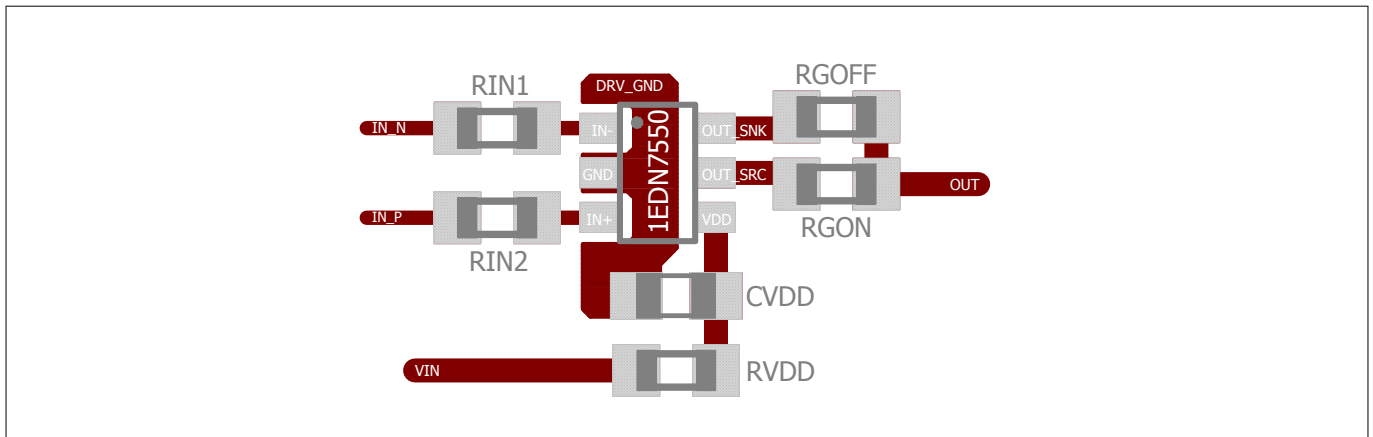 RGOFF
RIN1
DRV_GND
IN_N
IN-
OUT_SNK
1EDN7550
GND
OUT_SRC
OUT
IN_P
IN+
VDD
RGON
RIN2
CVDD
VIN
RVDD